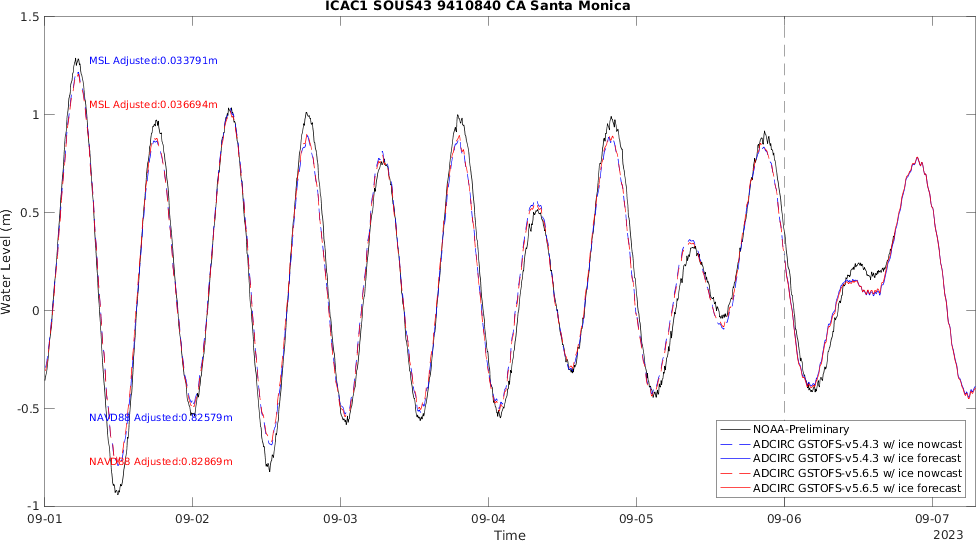 ICAC1 SOUS43 9410840 CA Santa Monica
1.5
1
0.5
0
-0.5
-1
Water Level (m)
MSL Adjusted:0.033791m
MSL Adjusted:0.036694m
NAVD88 Adjusted:0.82579m
NAVD88 Adjusted:0.82869m
NOAA-Preliminary
ADCIRC GSTOFS-v5.4.3 w/ ice nowcast
ADCIRC GSTOFS-v5.4.3 w/ ice forecast
ADCIRC GSTOFS-v5.6.5 w/ ice nowcast
ADCIRC GSTOFS-v5.6.5 w/ ice forecast
09-01 09-02 09-03 09-04 09-05 09-06 09-07
Time
2023